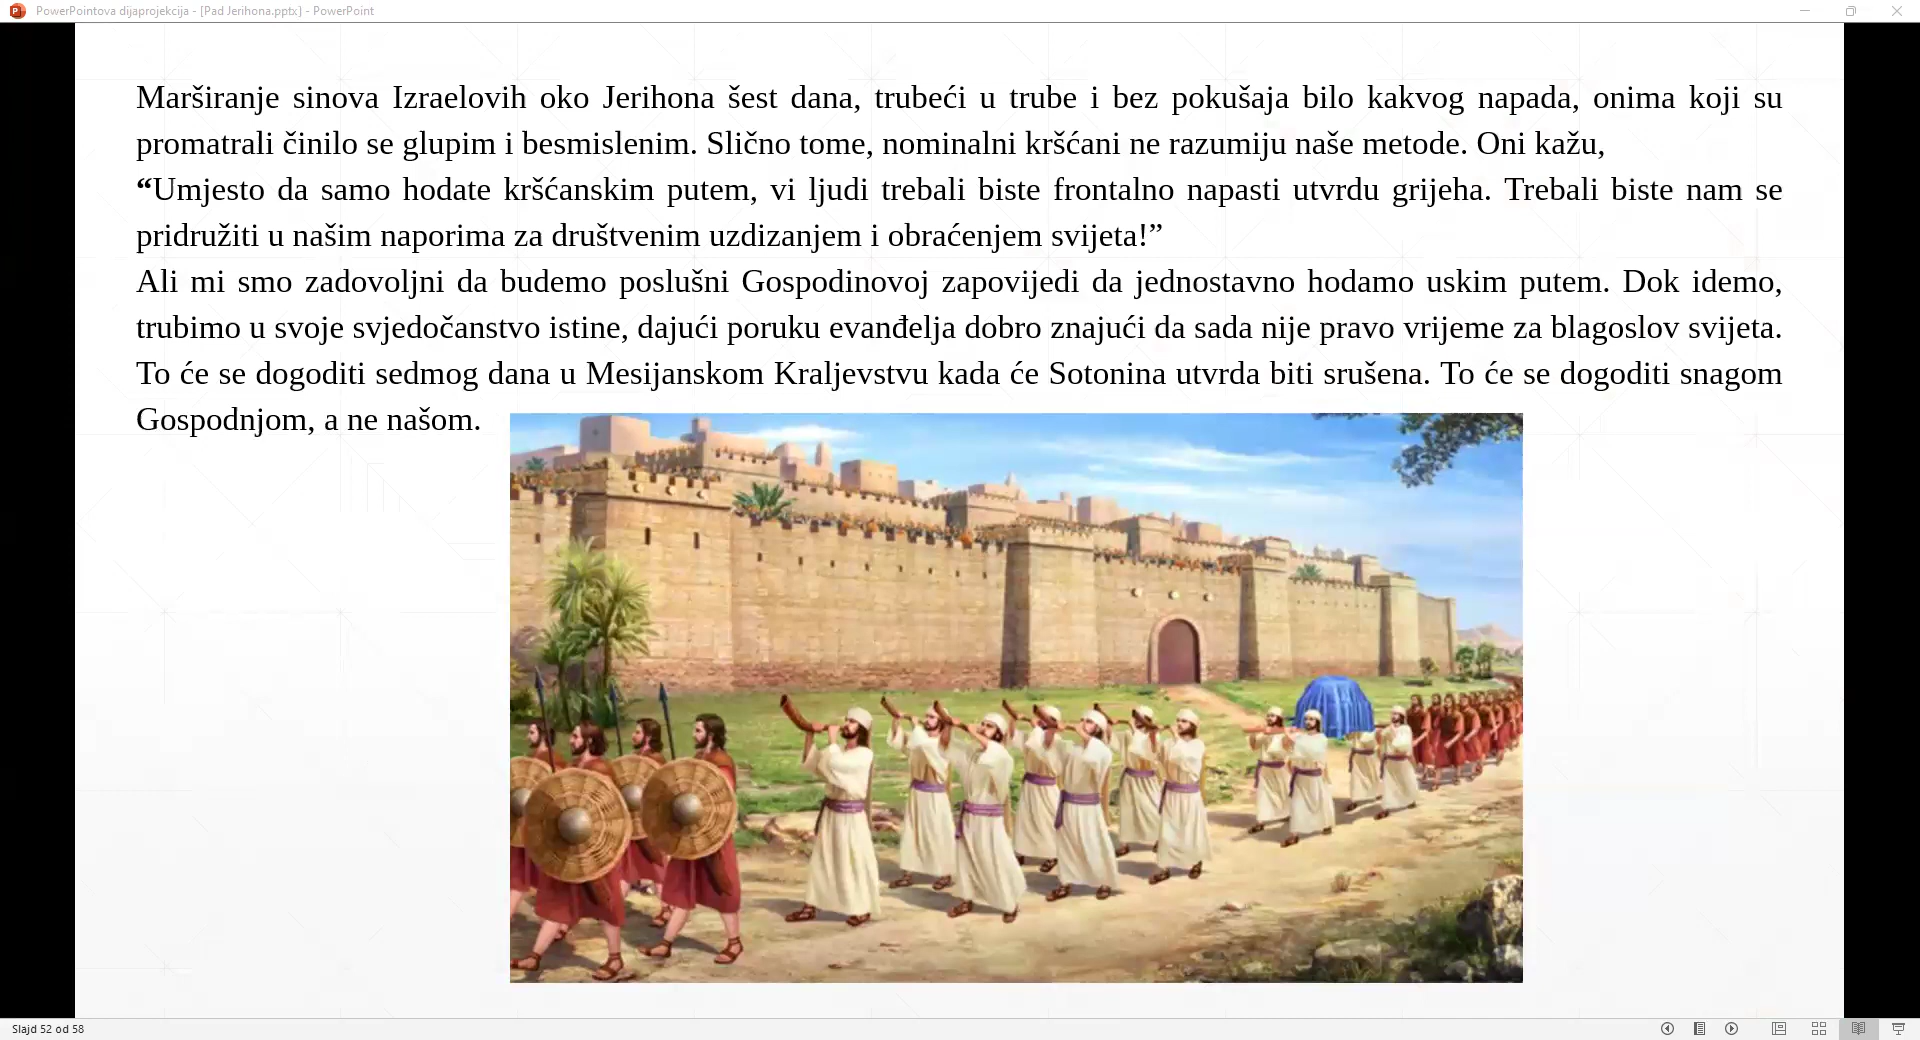 PowerPointova dijaprojekcija - [Pad Jerihona.pptx] - PowerPoint
Marširanje sinova Izraelovih oko Jerihona šest dana, trubeći u trube i bez pokušaja bilo kakvog napada, onima koji su
promatrali činilo se glupim i besmislenim. Slično tome, nominalni kršćani ne razumiju naše metode. Oni kažu,
“Umjesto da samo hodate kršćanskim putem, vi ljudi trebali biste frontalno napasti utvrdu grijeha. Trebali biste nam se
pridružiti u našim naporima za društvenim uzdizanjem i obraćenjem svijeta!”
Ali mi smo zadovoljni da budemo poslušni Gospodinovoj zapovijedi da jednostavno hodamo uskim putem. Dok idemo,
trubimo u svoje svjedočanstvo istine, dajući poruku evanđelja dobro znajući da sada nije pravo vrijeme za blagoslov svijeta.
To će se dogoditi sedmog dana u Mesijanskom Kraljevstvu kada će Sotonina utvrda biti srušena. To će se dogoditi snagom
Gospodnjom, a ne našom.
Slajd 52 od 58